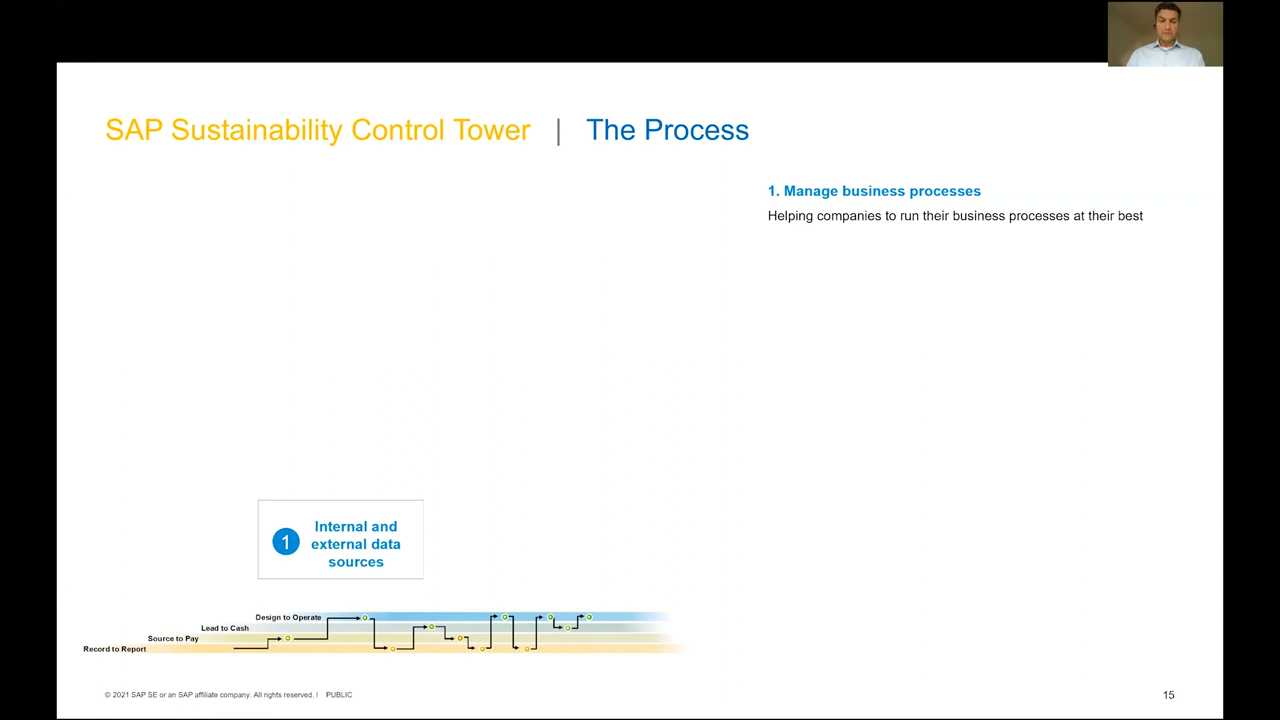 SAP Sustainability Control Tower | The Process
1. Manage business processes
Helping companies to run their business processes at their best
1
Internal and
external data
sources
Design to Operate
Lead to Cash
Source to Pay
Record to Report
© 2021 SAP SE or an SAP affiliate company. All rights reserved. | PUBLIC
15